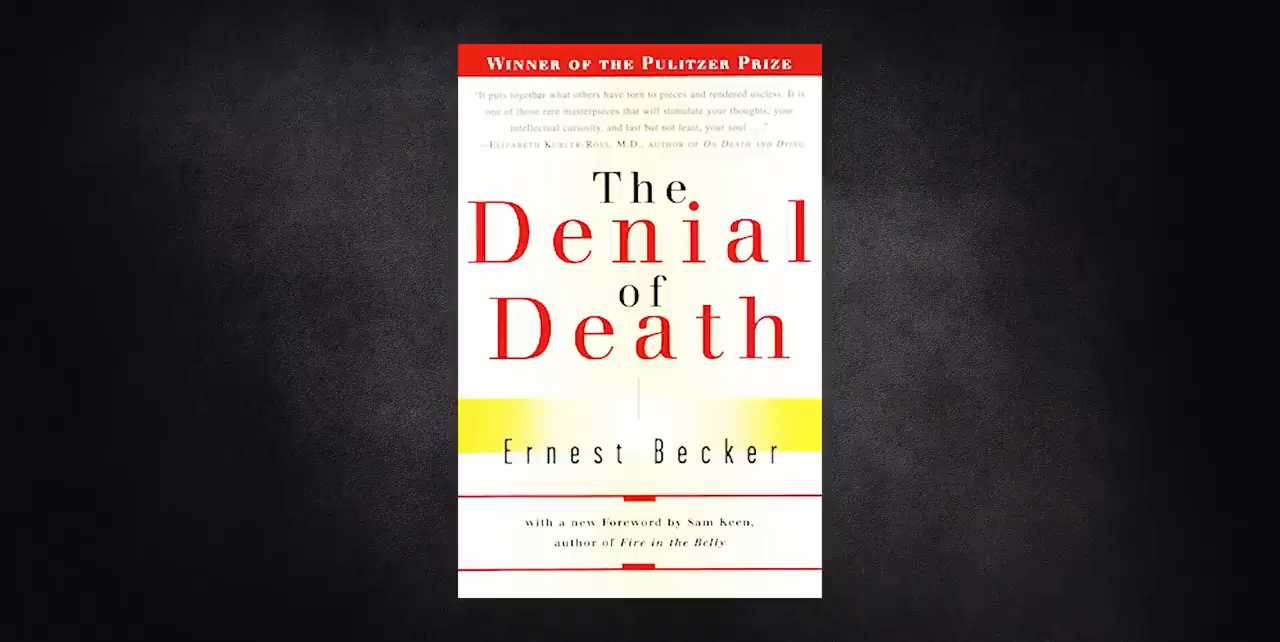 WINNER OF THE PULITZER PRIZE
"It puts together what others have torn to pieces and rendered useless. It is
one of those rare masterpieces that will stimulate your thoughts, your
intellectual curiosity, and last but not least, your soul . . ."
—ELIZABETH KUBLER-ROSS, M.D., AUTHOR OF ON DEATH AND DYING
The
Denial
of
Death
Ernest Becker
with a new Foreword by Sam Keen,
author of Fire in the Belly